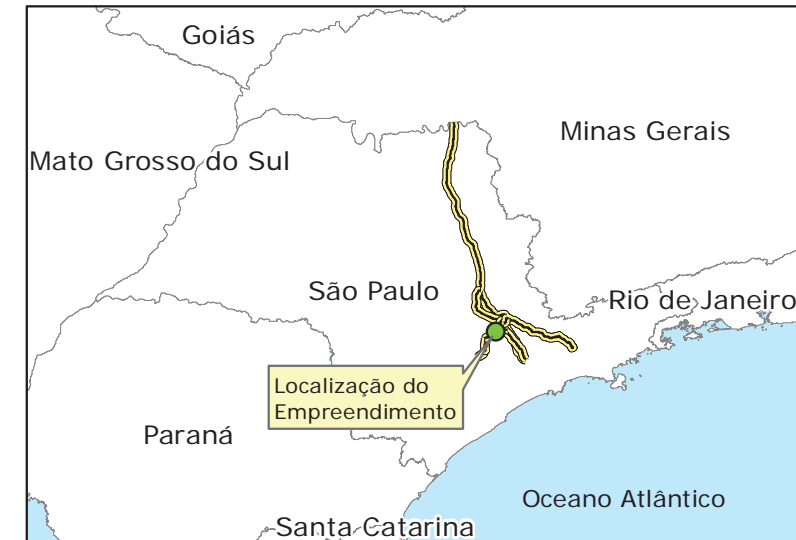 Goiás
Minas Gerais
Mato Grosso do Sul
São Paulo
Rio de Janeiro
Localização do
Empreendimento
Paraná
Oceano Atlântico
Santa Catarina